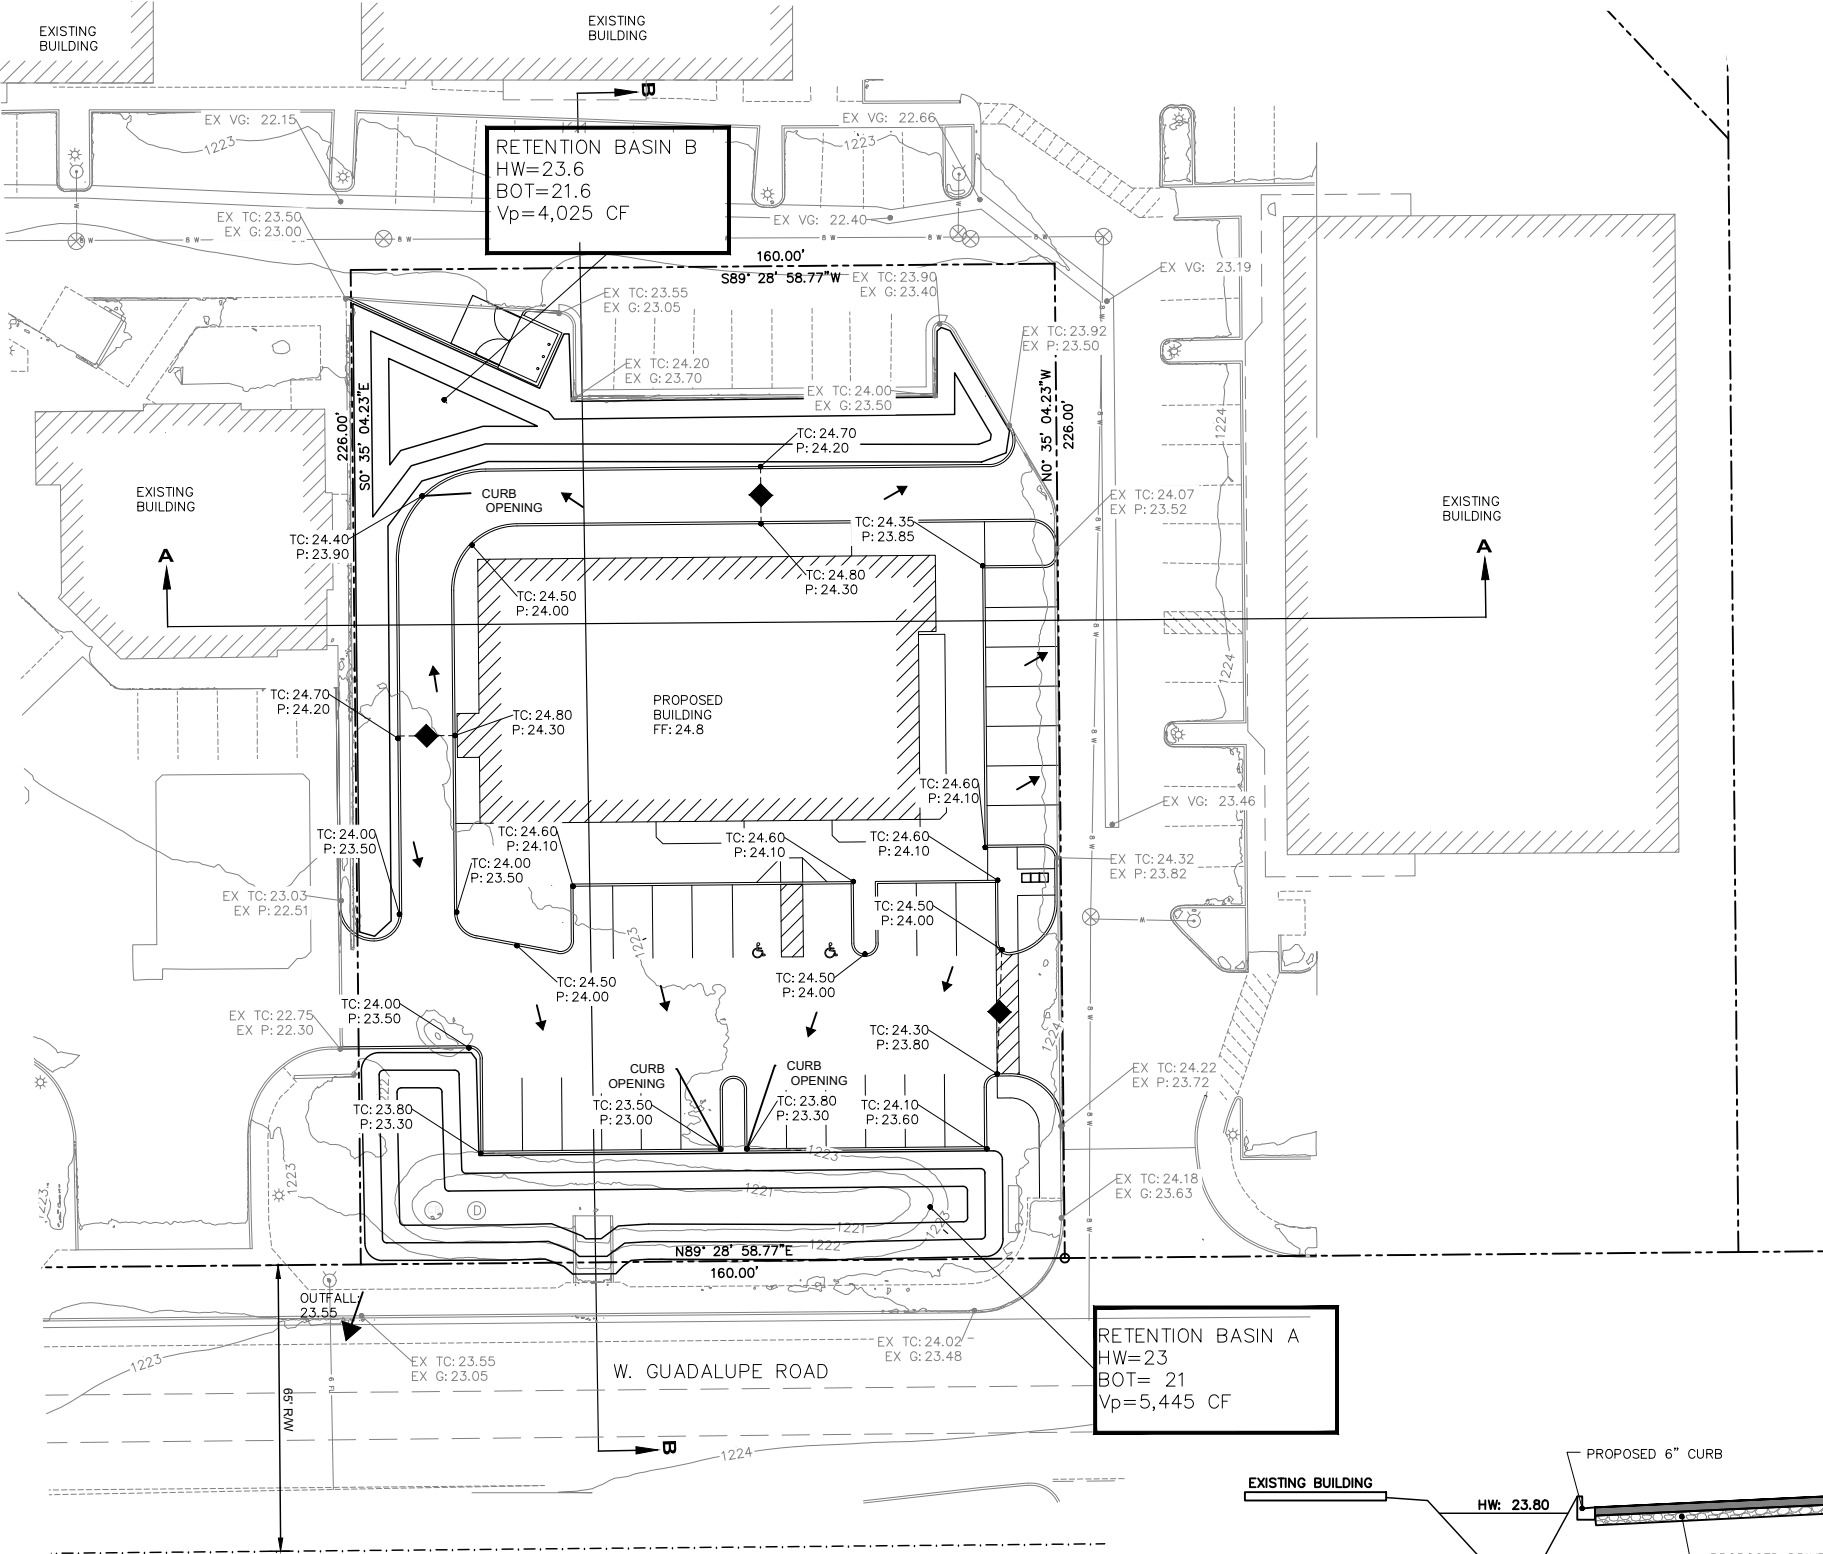 EXISTING
BUILDING
EXISTING
BUILDING
B
EX VG: 22.15
1223
EX VG: 22.66
1223
RETENTION BASIN B
HW=23.6
BOT=21.6
Vp=4,025 CF
EX TC: 23.50
EX G: 23.00
EX VG: 22.40
W
8 W
8 W
8 W
8 W
8 W
8 W
160.00'
S89° 28' 58.77"W
EX TC: 23.90
EX G: 23.40
EX VG: 23.19
EX TC: 23.55
EX G: 23.05
EX TC: 23.92
EX P: 23.50
EX TC: 24.20
EX G: 23.70
EX TC: 24.00
EX G: 23.50
226.00'
S0° 35' 04.23"E
N0° 35' 04.23"W
226.00'
1224
TC: 24.70
P: 24.20
EXISTING
BUILDING
CURB
OPENING
EX TC: 24.07
EX P: 23.52
EXISTING
BUILDING
TC: 24.40
P: 23.90
TC: 24.35
P: 23.85
A
A
TC: 24.80
P: 24.30
TC: 24.50
P: 24.00
1224
TC: 24.70
P: 24.20
TC: 24.80
P: 24.30
PROPOSED
BUILDING
FF: 24.8
TC: 24.60
P: 24.10
EX VG: 23.46
TC: 24.00
P: 23.50
TC: 24.60
P: 24.10
TC: 24.60
P: 24.10
TC: 24.60
P: 24.10
TC: 24.00
P: 23.50
EX TC: 24.32
EX P: 23.82
EX TC: 23.03
EX P: 22.51
TC: 24.50
P: 24.00
1223
TC: 24.50
P: 24.00
TC: 24.50
P: 24.00
TC: 24.00
P: 23.50
EX TC: 22.75
EX P: 22.30
TC: 24.30
P: 23.80
1224
CURB
OPENING
CURB
OPENING
EX TC: 24.22
EX P: 23.72
1222
TC: 23.80
P: 23.30
TC: 23.50
P: 23.00
TC: 23.80
P: 23.30
TC: 24.10
P: 23.60
1223
1223
1223
EX TC: 24.18
EX G: 23.63
1221
D
1221
1222
1223
N89° 28' 58.77"E
160.00'
OUTFALL:
23.55
RETENTION BASIN A
HW=23
BOT= 21
Vp=5,445 CF
EX TC: 24.02
EX G: 23.48
1223
EX TC: 23.55
EX G: 23.05
W. GUADALUPE ROAD
65' R/W
B
1224
PROPOSED 6" CURB
EXISTING BUILDING
HW: 23.80